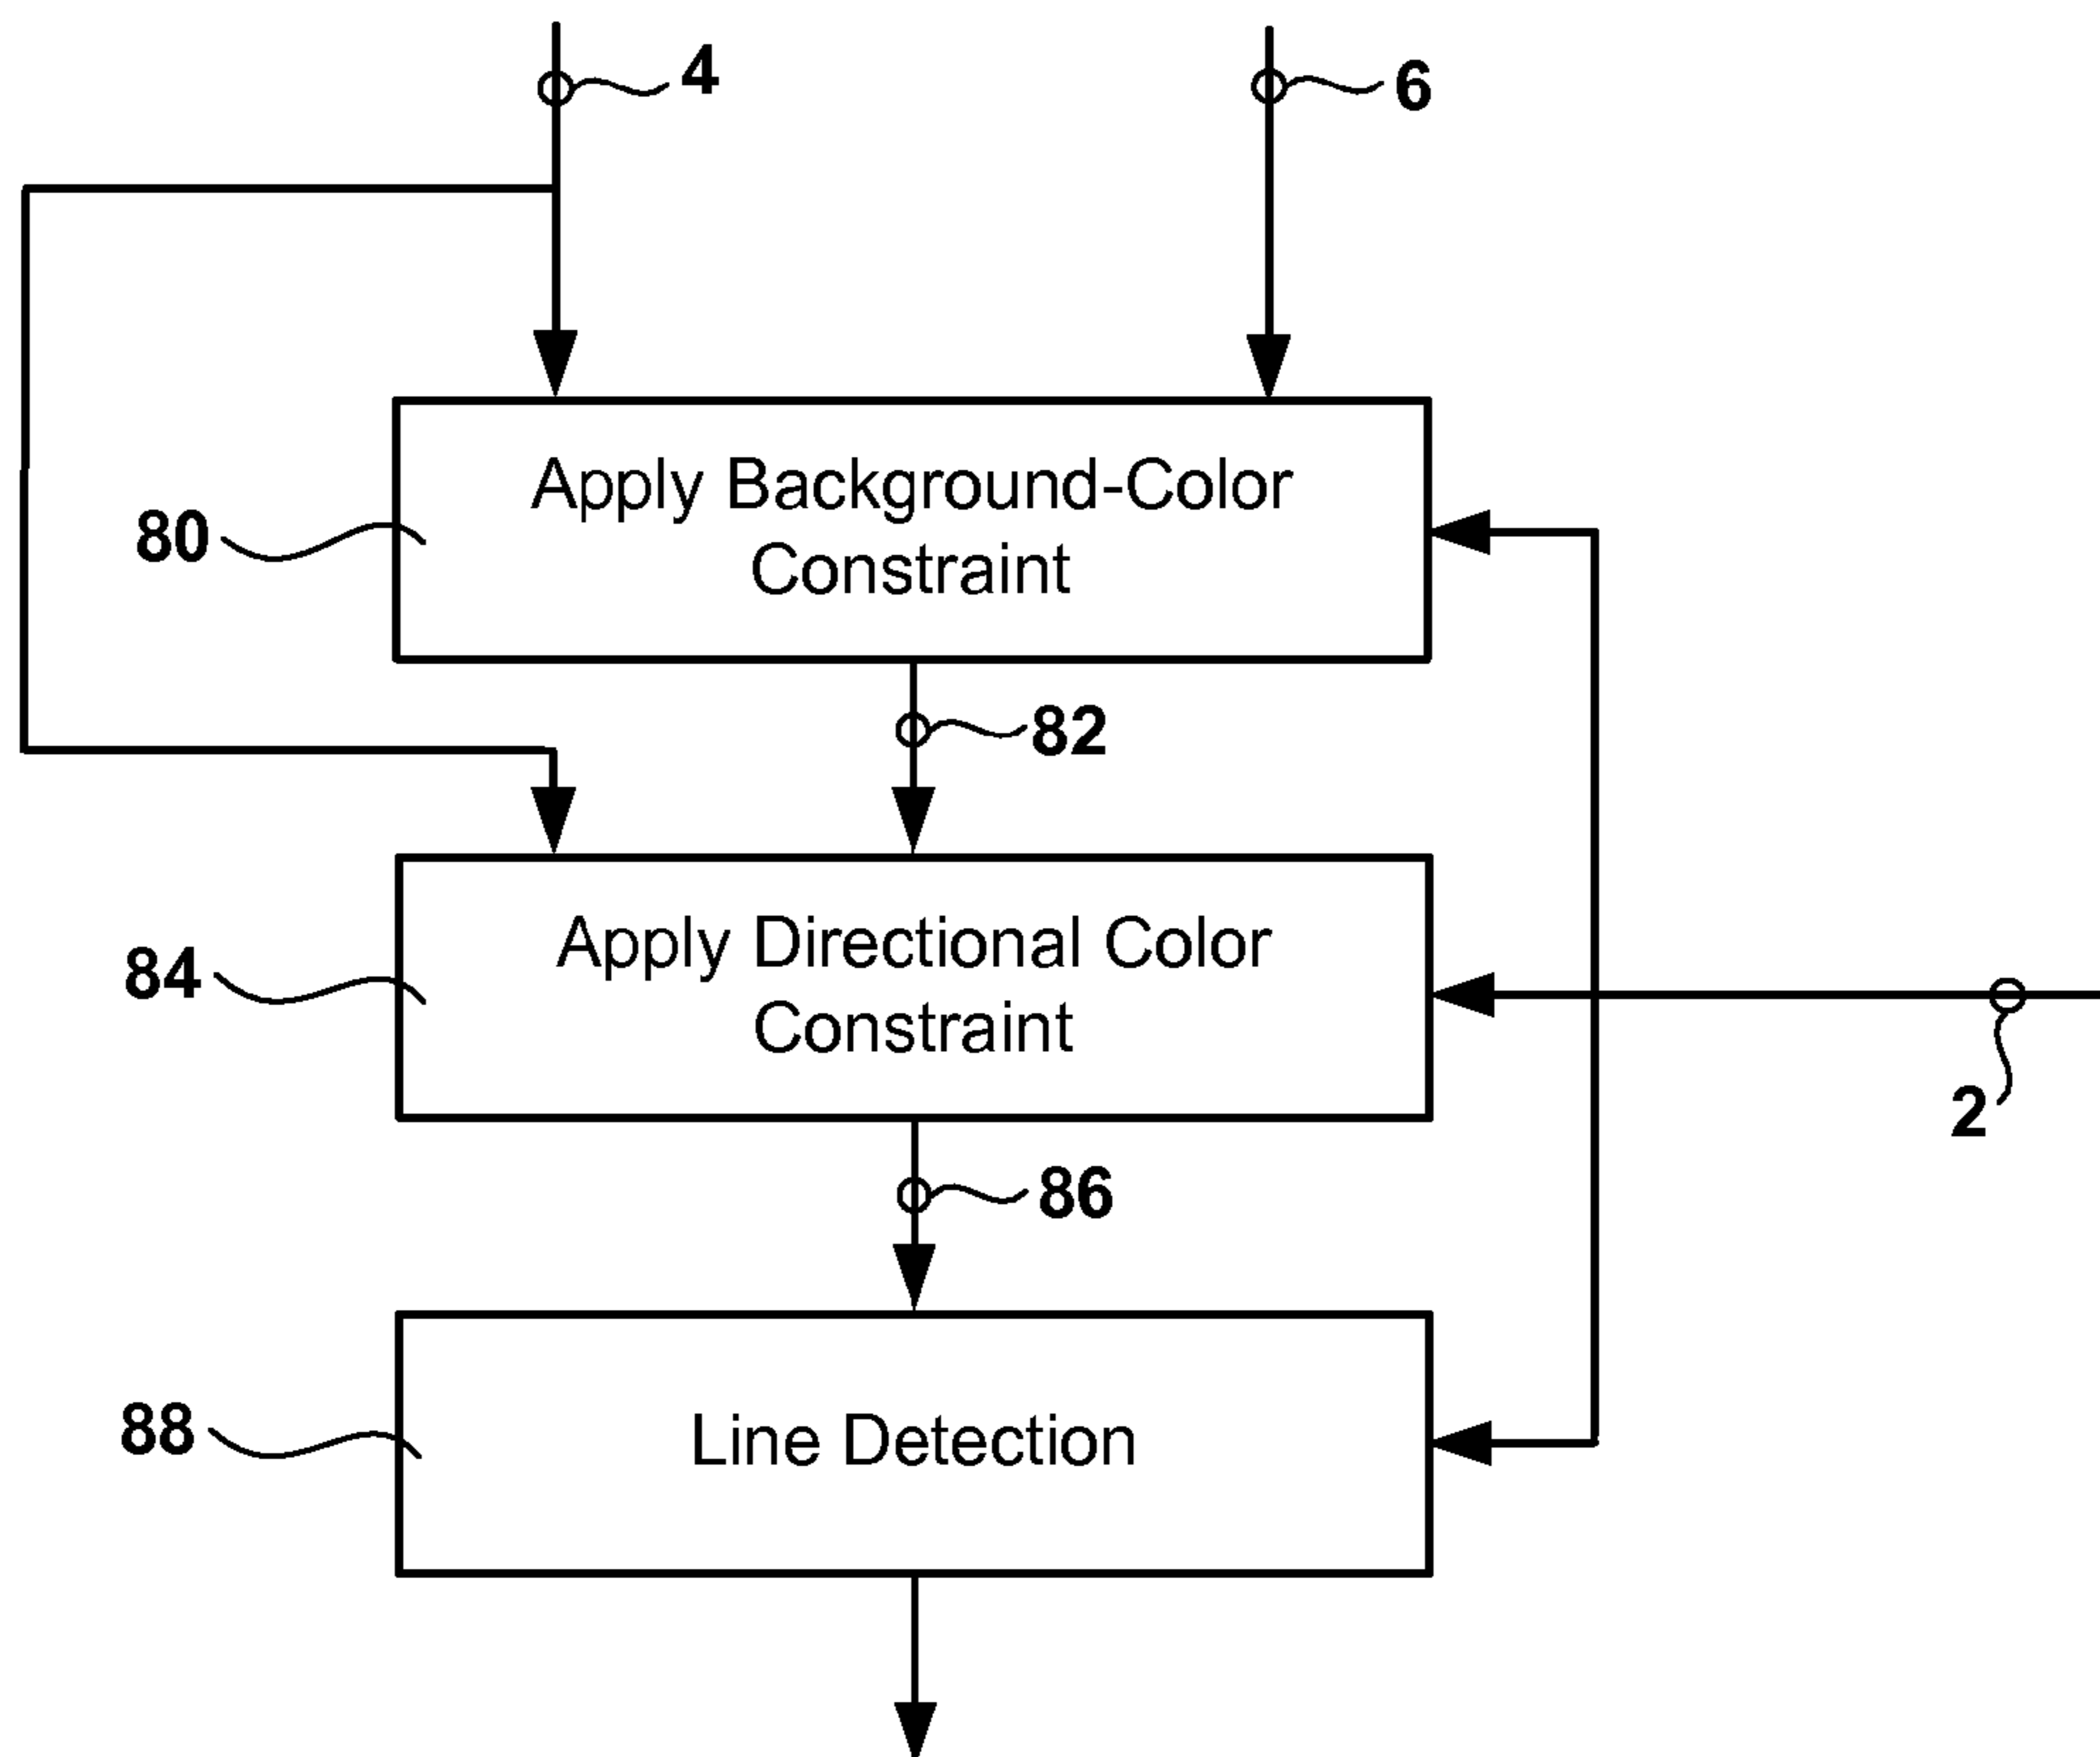 4
6
Apply Background-Color
Constraint
80
82
Apply Directional Color
Constraint
84
2
86
Line Detection
88